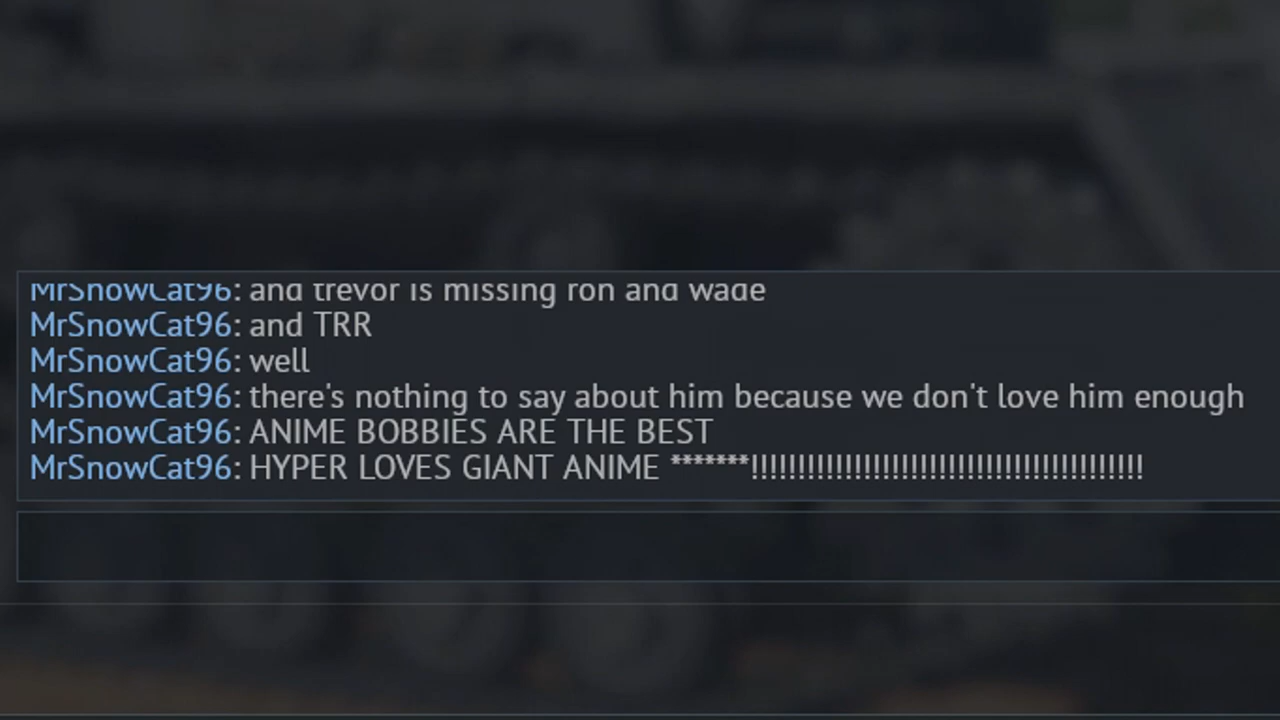 MrSnowCat96: and trevor is missing ron and wade
MrSnowCat96: and TRR
MrSnowCat96: well
MrSnowCat96: there's nothing to say about him because we don't love him enough
MrSnowCat96: ANIME BOBBIES ARE THE BEST
MrSnowCat96: HYPER LOVES GIANT ANIME *******!!!!!!!!!!!!!!!!!!!!!!!!!!!!!!!!!!!!!!!!!!